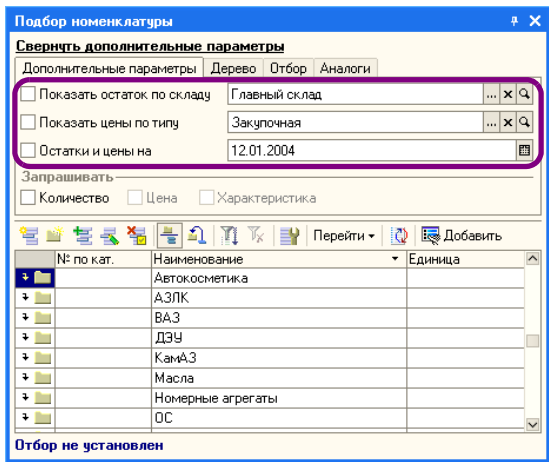 Подбор номенклатуры
Свернуть дополнительные параметры
Дополнительные параметры Дерево Отбор Аналоги
Показать остаток по складу Главный склад ...
Показать цены по типу Закупочная ...
Остатки и цены на 12.01.2004
Запрашивать
Количество Цена Характеристика
Перейти Добавить
№ по кат. Наименование Единица
Автокосметика
АЗЛК
ВАЗ
ДЭУ
КамАЗ
Масла
Номерные агрегаты
ОС
Отбор не установлен